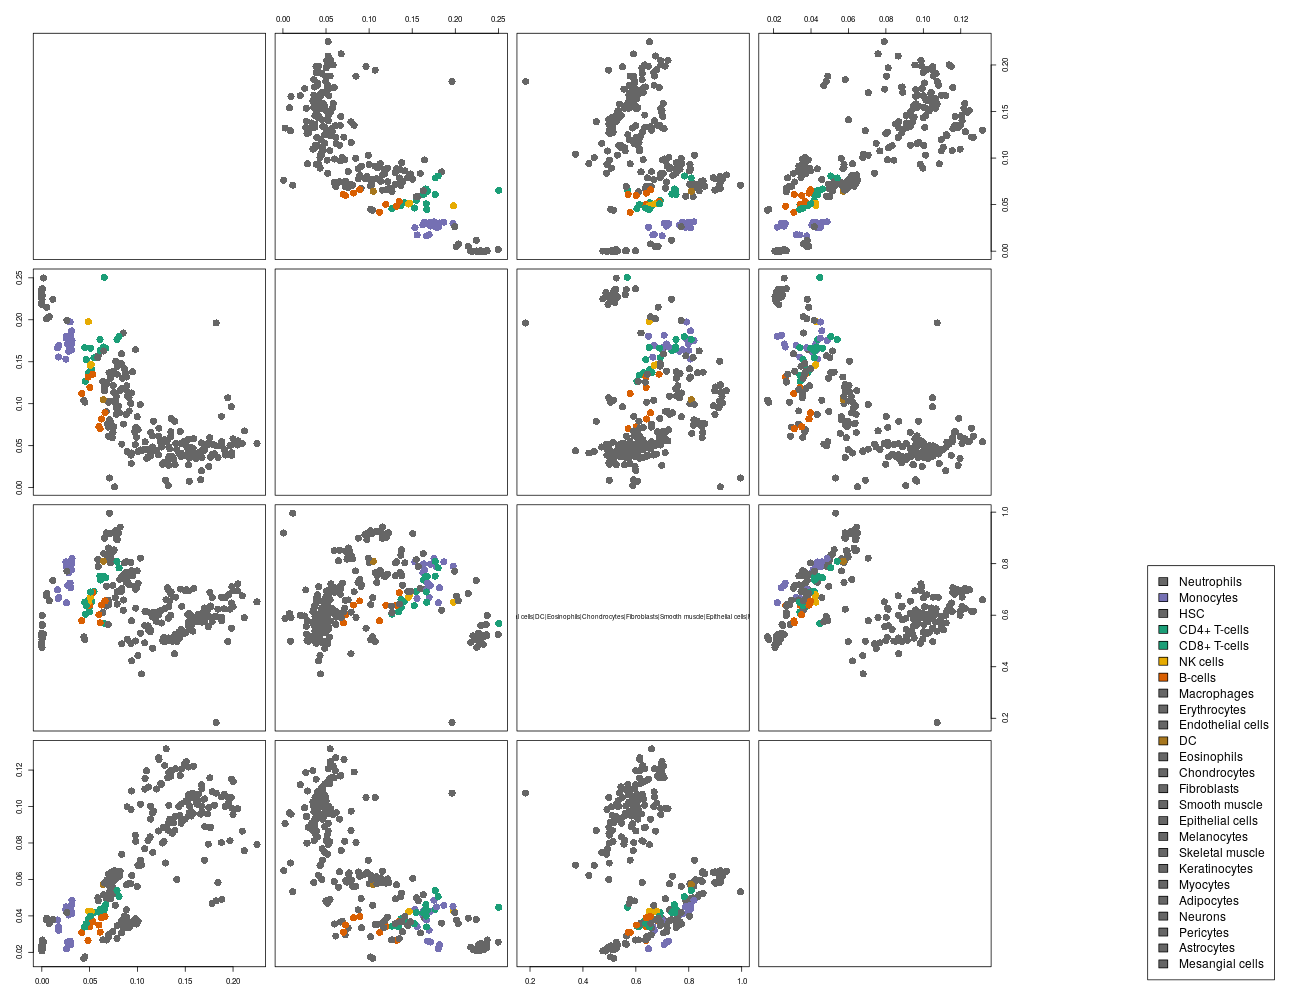 0.00 0.05 0.10 0.15 0.20 0.25
0.02 0.04 0.06 0.08 0.10 0.12
0.00 0.05 0.10 0.15 0.20
0.00 0.05 0.10 0.15 0.20 0.25
l cells|DC|Eosinophils|Chondrocytes|Fibroblasts|Smooth muscle|Epithelial cells|
0.2 0.4 0.6 0.8 1.0
0.02 0.04 0.06 0.08 0.10 0.12
0.00 0.05 0.10 0.15 0.20
0.2 0.4 0.6 0.8 1.0
Neutrophils
Monocytes
HSC
CD4+ T-cells
CD8+ T-cells
NK cells
B-cells
Macrophages
Erythrocytes
Endothelial cells
DC
Eosinophils
Chondrocytes
Fibroblasts
Smooth muscle
Epithelial cells
Melanocytes
Skeletal muscle
Keratinocytes
Myocytes
Adipocytes
Neurons
Pericytes
Astrocytes
Mesangial cells